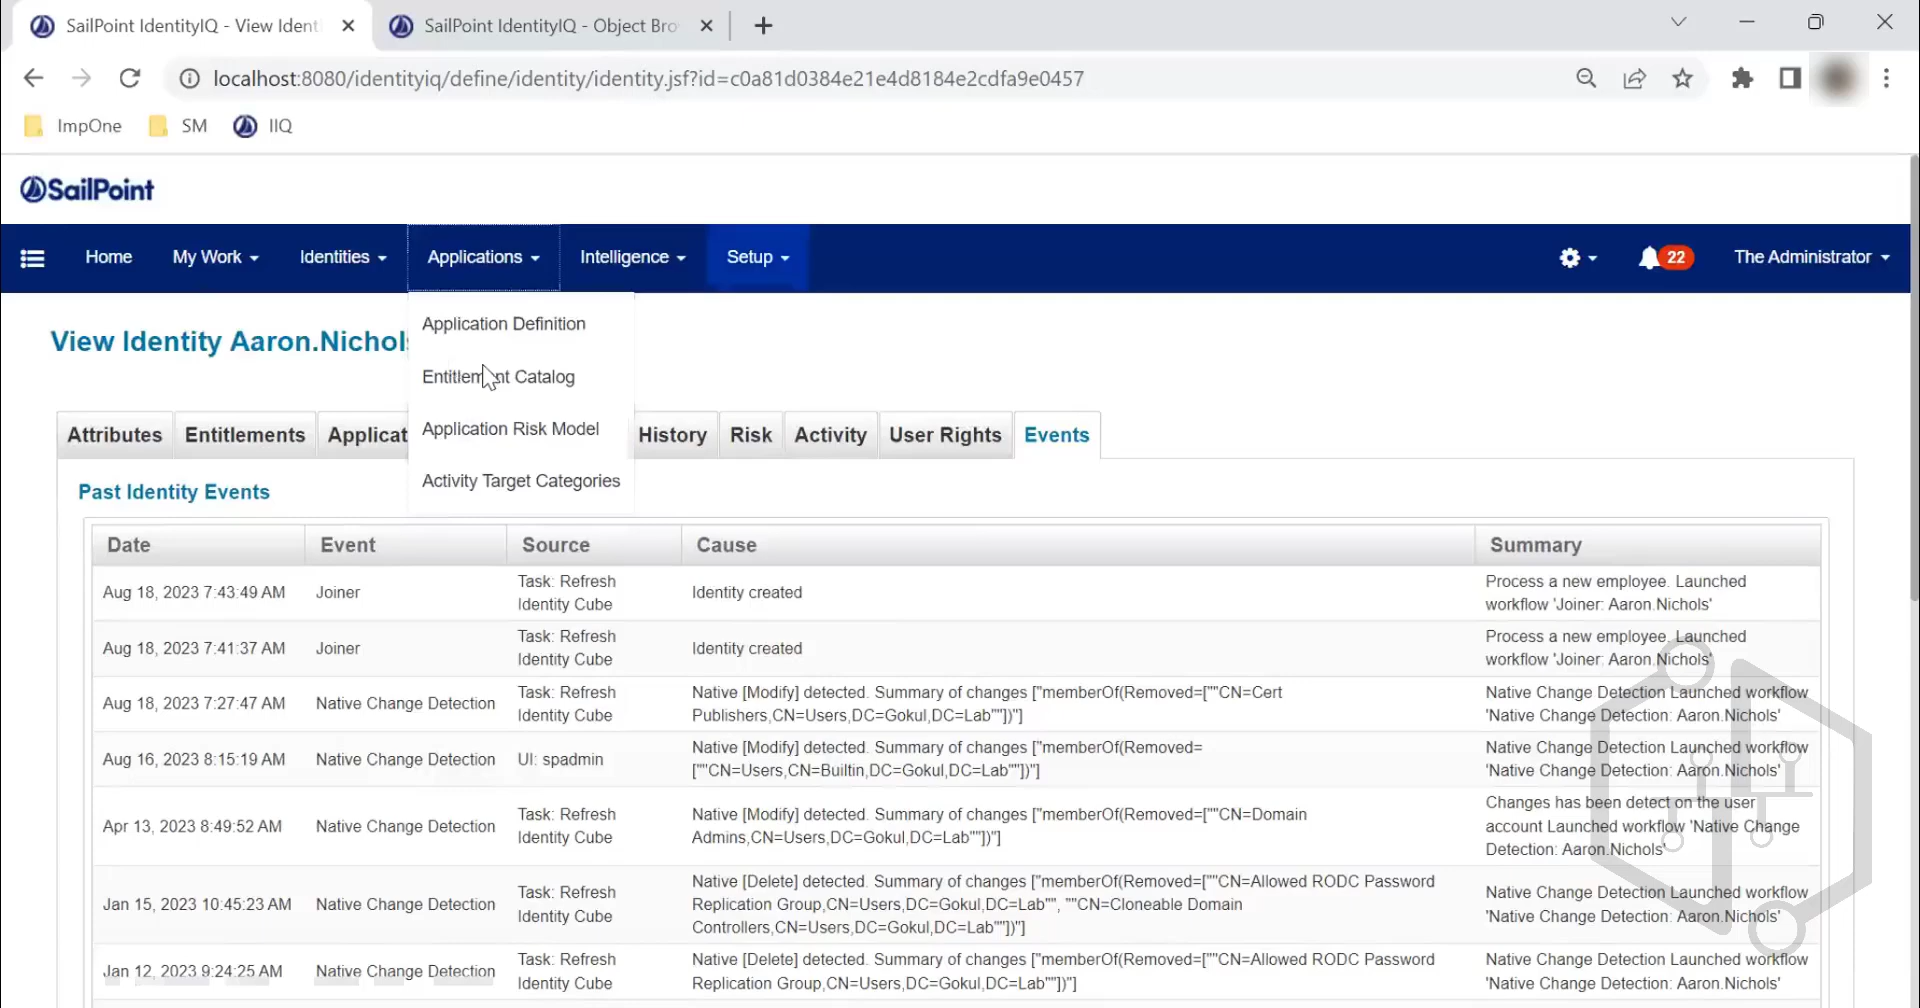 SailPoint IdentityIQ - View Ident
SailPoint IdentityIQ - Object Bro
localhost:8080/identityiq/define/identity/identity.jsf?id=c0a81d0384e21e4d8184e2cdfa9e0457
ImpOne SM IIQ
SailPoint
Home My Work Identities Applications Intelligence Setup 22 The Administrator
Application Definition
View Identity Aaron.Nichols
Entitlement Catalog
Application Risk Model
Attributes Entitlements Applicat History Risk Activity User Rights Events
Activity Target Categories
Past Identity Events
Date Event Source Cause Summary
Aug 18, 2023 7:43:49 AM Joiner Task: Refresh
Identity Cube Identity created Process a new employee. Launched
workflow 'Joiner: Aaron.Nichols'
Aug 18, 2023 7:41:37 AM Joiner Task: Refresh
Identity Cube Identity created Process a new employee. Launched
workflow 'Joiner: Aaron.Nichols'
Aug 18, 2023 7:27:47 AM Native Change Detection Task: Refresh
Identity Cube Native [Modify] detected. Summary of changes ["memberOf(Removed=[""CN=Cert
Publishers,CN=Users,DC=Gokul,DC=Lab""])"] Native Change Detection Launched workflow
'Native Change Detection: Aaron.Nichols'
Aug 16, 2023 8:15:19 AM Native Change Detection UI: spadmin Native [Modify] detected. Summary of changes ["memberOf(Removed=
[""CN=Users,CN=Builtin,DC=Gokul,DC=Lab""])"] Native Change Detection Launched workflow
'Native Change Detection: Aaron.Nichols'
Apr 13, 2023 8:49:52 AM Native Change Detection Task: Refresh
Identity Cube Native [Modify] detected. Summary of changes ["memberOf(Removed=[""CN=Domain
Admins,CN=Users,DC=Gokul,DC=Lab""])"] Changes has been detect on the user
account Launched workflow 'Native Change
Detection: Aaron.Nichols'
Jan 15, 2023 10:45:23 AM Native Change Detection Task: Refresh
Identity Cube Native [Delete] detected. Summary of changes ["memberOf(Removed=[""CN=Allowed RODC Password
Replication Group,CN=Users,DC=Gokul,DC=Lab"", ""CN=Cloneable Domain
Controllers,CN=Users,DC=Gokul,DC=Lab""])"] Native Change Detection Launched workflow
'Native Change Detection: Aaron.Nichols'
Jan 12, 2023 9:24:25 AM Native Change Detection Task: Refresh
Identity Cube Native [Delete] detected. Summary of changes ["memberOf(Removed=[""CN=Allowed RODC Password
Replication Group,CN=Users,DC=Gokul,DC=Lab""])"] Native Change Detection Launched workflow
'Native Change Detection: Aaron.Nichols'